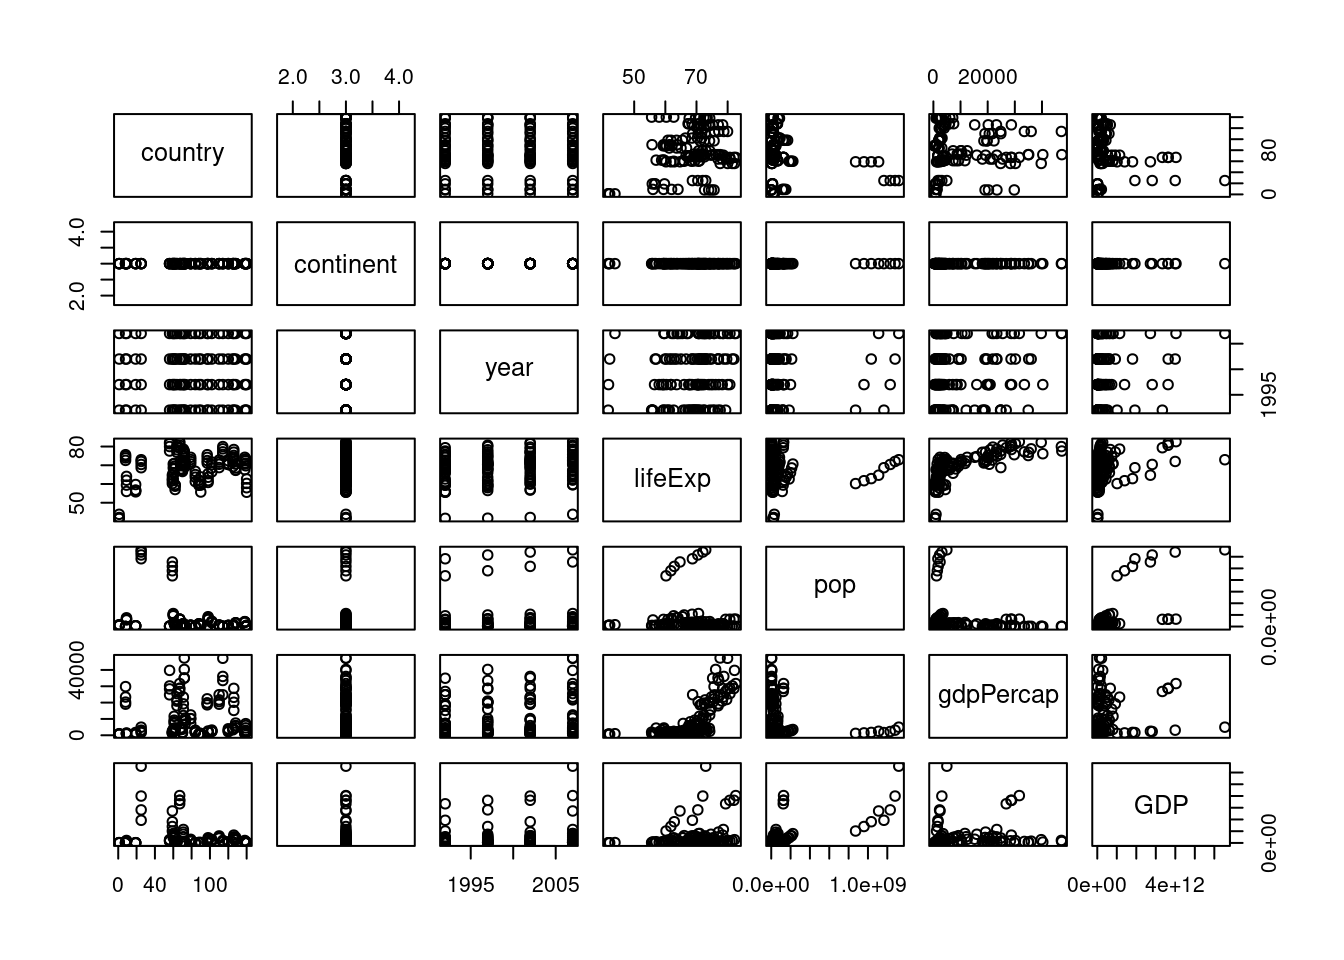 2.0 3.0 4.0 50 70 0 20000
country 0 80
2.0 4.0 continent
year 1995
50 80 lifeExp
pop 0.0e+00
0 40000 gdpPercap
GDP 0e+00
0 40 100 1995 2005 0.0e+00 1.0e+09 0e+00 4e+12